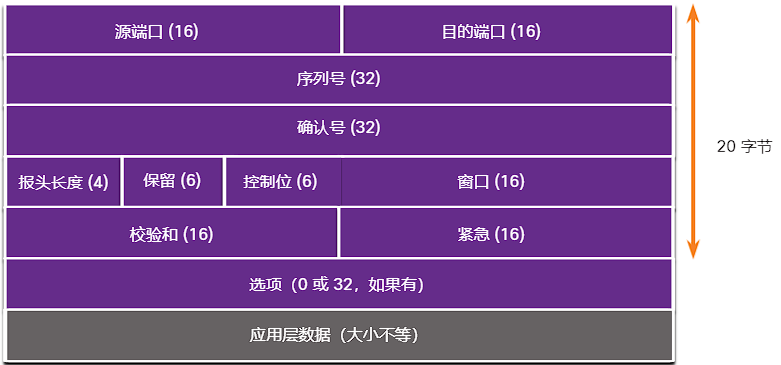 源端口 (16)
目的端口 (16)
序列号 (32)
确认号 (32)
20 字节
报头长度 (4)
保留 (6)
控制位 (6)
窗口 (16)
校验和 (16)
紧急 (16)
选项（0 或 32，如果有）
应用层数据（大小不等）